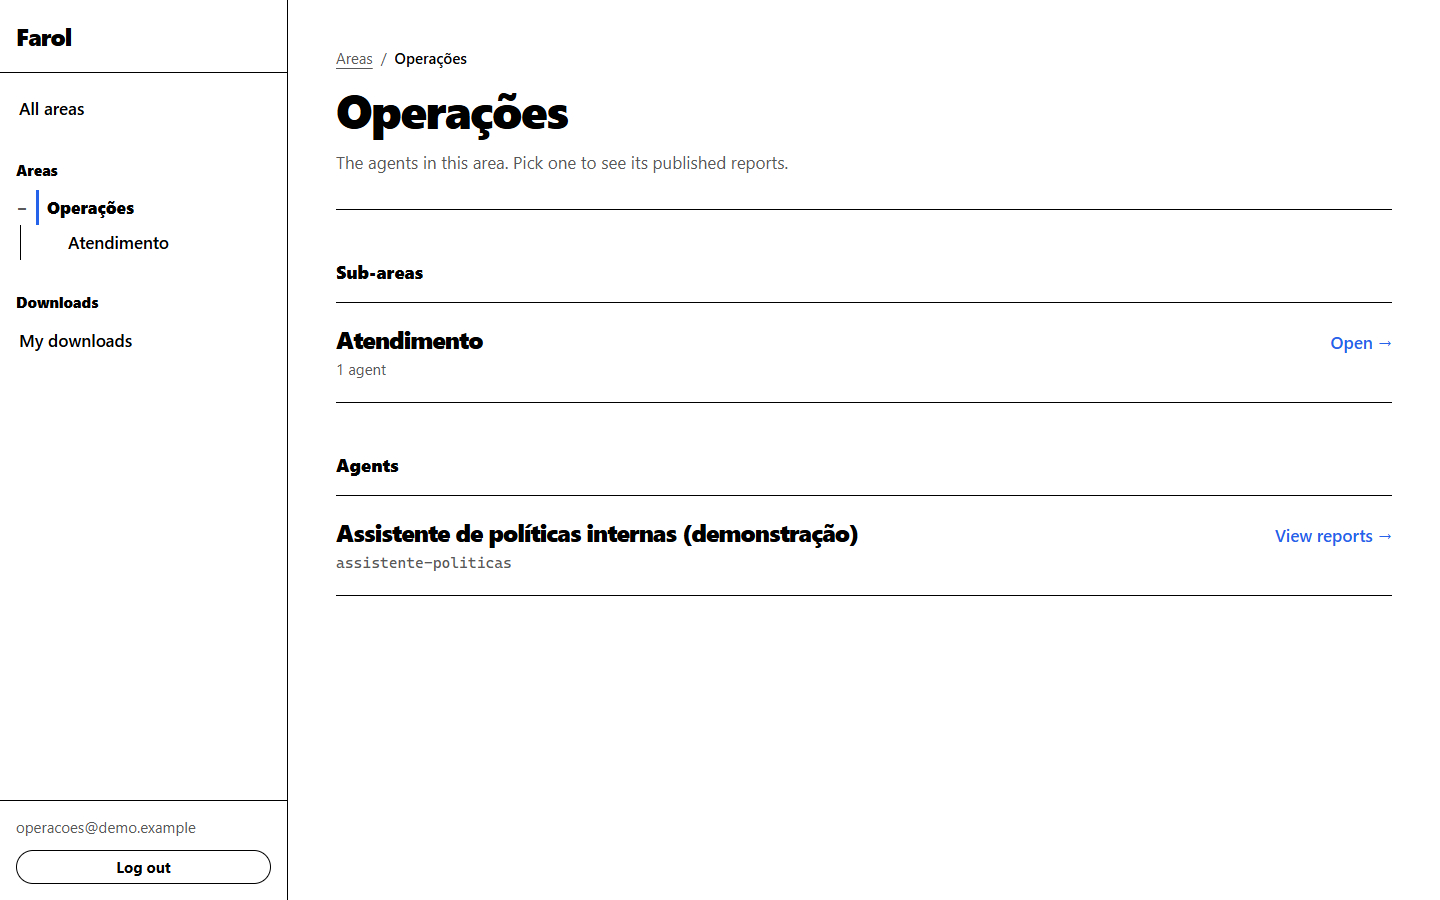 Farol
All areas
Areas
– Operações
Atendimento
Downloads
My downloads
operacoes@demo.example
Log out
Areas / Operações
Operações
The agents in this area. Pick one to see its published reports.
Sub-areas
Atendimento
Open →
1 agent
Agents
Assistente de políticas internas (demonstração)
View reports →
assistente-politicas